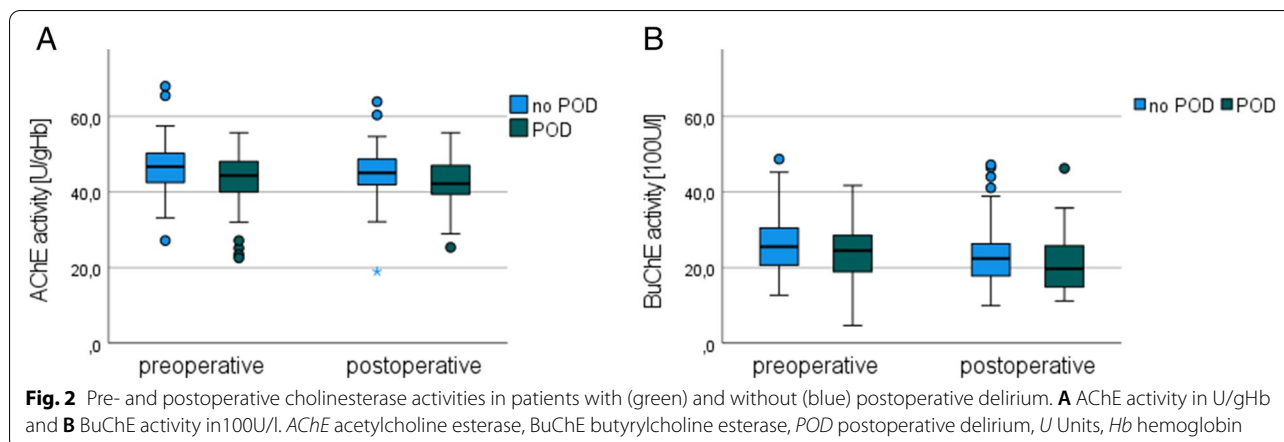 A
no POD
POD
AChE activity [U/gHb]
60,0
40,0
20,0
,0
preoperative
postoperative
B
no POD
POD
BuChE activity [100U/l]
60,0
40,0
20,0
,0
preoperative
postoperative
Fig. 2 Pre- and postoperative cholinesterase activities in patients with (green) and without (blue) postoperative delirium. A AChE activity in U/gHb
and B BuChE activity in100U/l. AChE acetylcholine esterase, BuChE butyrylcholine esterase, POD postoperative delirium, U Units, Hb hemoglobin